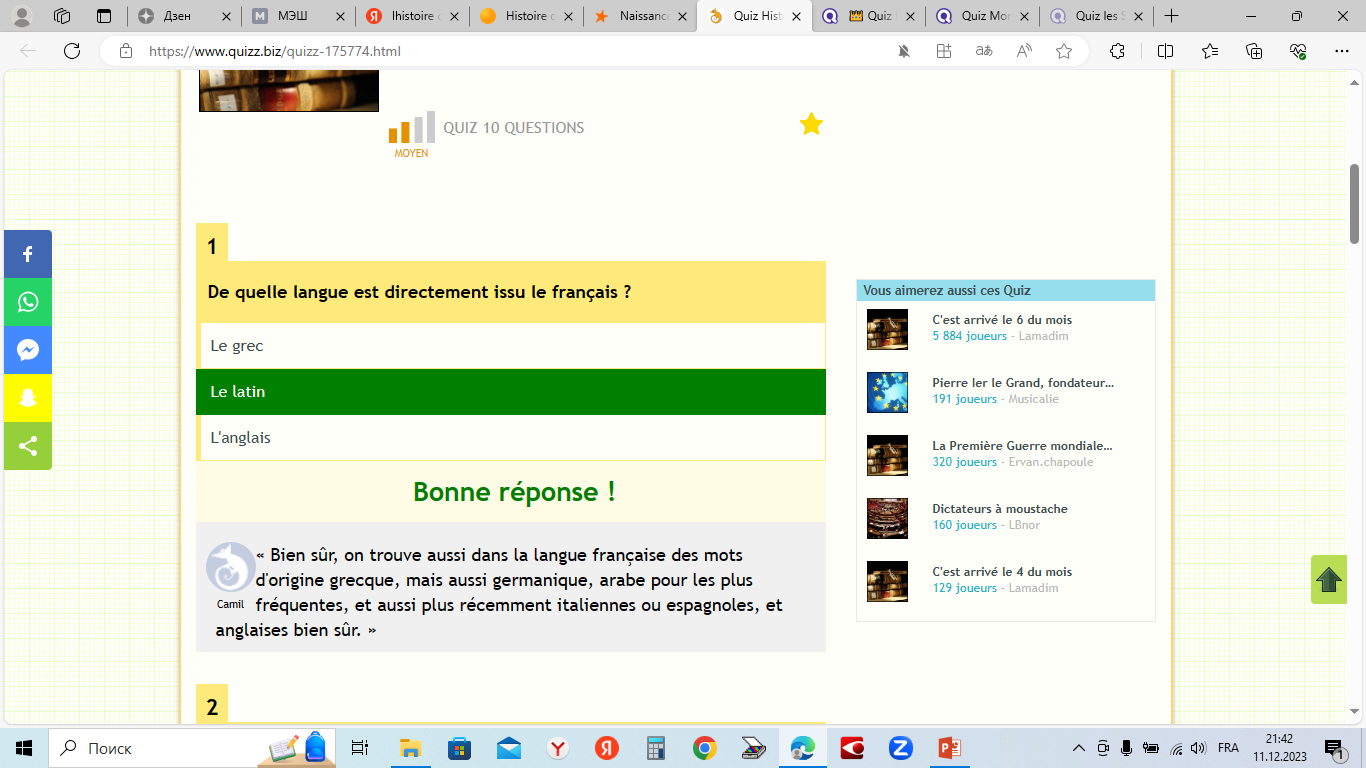 Дзен
МЭШ
lhistoire
Histoire
Naissance
Quiz Hist
Quiz
Quiz Mor
Quiz les S
https://www.quizz.biz/quizz-175774.html
QUIZ 10 QUESTIONS
MOYEN
1
De quelle langue est directement issu le français ?
Le grec
Le latin
L'anglais
Bonne réponse !
« Bien sûr, on trouve aussi dans la langue française des mots
d'origine grecque, mais aussi germanique, arabe pour les plus
Camil fréquentes, et aussi plus récemment italiennes ou espagnoles, et
anglaises bien sûr. »
2
Vous aimerez aussi ces Quiz
C'est arrivé le 6 du mois
5 884 joueurs - Lamadim
Pierre Ier le Grand, fondateur...
191 joueurs - Musicalie
La Première Guerre mondiale...
320 joueurs - Ervan.chapoule
Dictateurs à moustache
160 joueurs - LBnor
C'est arrivé le 4 du mois
129 joueurs - Lamadim
Поиск
FRA
21:42
11.12.2023
1